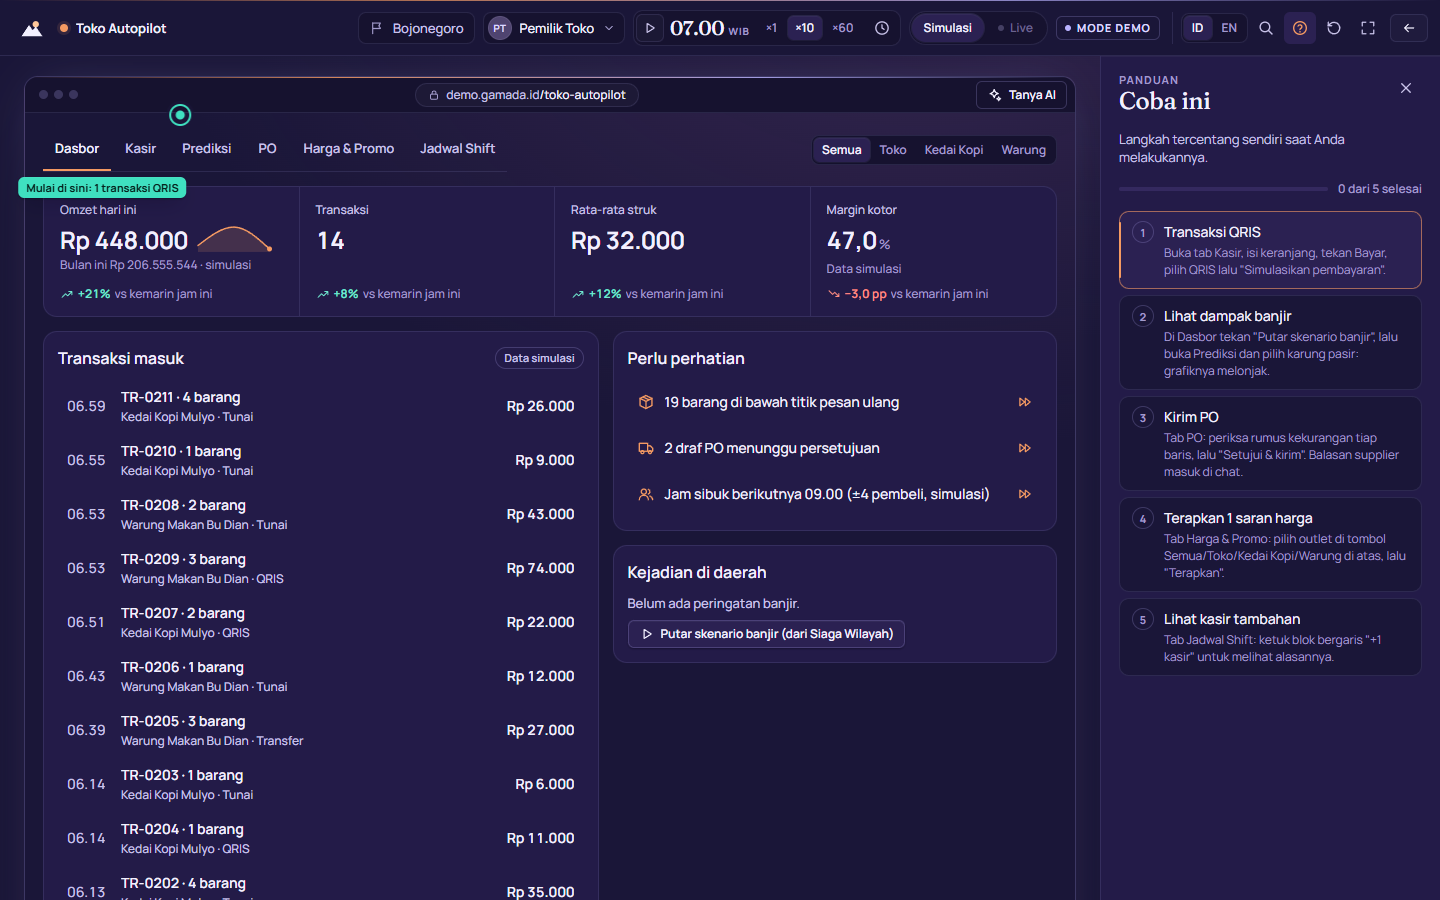 Toko Autopilot
Bojonegoro
PT Pemilik Toko
07.00 WIB
×1 ×10 ×60
Simulasi Live
MODE DEMO
ID EN
demo.gamada.id/toko-autopilot
Tanya AI
Dasbor Kasir Prediksi PO Harga & Promo Jadwal Shift
Semua Toko Kedai Kopi Warung
Mulai di sini: 1 transaksi QRIS
Omzet hari ini
Rp 448.000
Bulan ini Rp 206.555.544 · simulasi
+21% vs kemarin jam ini
Transaksi
14
+8% vs kemarin jam ini
Rata-rata struk
Rp 32.000
+12% vs kemarin jam ini
Margin kotor
47,0%
Data simulasi
−3,0 pp vs kemarin jam ini
Transaksi masuk
Data simulasi
06.59 TR-0211 · 4 barang Rp 26.000
Kedai Kopi Mulyo · Tunai
06.55 TR-0210 · 1 barang Rp 9.000
Kedai Kopi Mulyo · Tunai
06.53 TR-0208 · 2 barang Rp 43.000
Warung Makan Bu Dian · Tunai
06.53 TR-0209 · 3 barang Rp 74.000
Warung Makan Bu Dian · QRIS
06.51 TR-0207 · 2 barang Rp 22.000
Kedai Kopi Mulyo · QRIS
06.43 TR-0206 · 1 barang Rp 12.000
Warung Makan Bu Dian · Tunai
06.39 TR-0205 · 3 barang Rp 27.000
Warung Makan Bu Dian · Transfer
06.14 TR-0203 · 1 barang Rp 6.000
Kedai Kopi Mulyo · Tunai
06.14 TR-0204 · 1 barang Rp 11.000
Kedai Kopi Mulyo · QRIS
06.13 TR-0202 · 4 barang Rp 35.000
Perlu perhatian
19 barang di bawah titik pesan ulang
2 draf PO menunggu persetujuan
Jam sibuk berikutnya 09.00 (±4 pembeli, simulasi)
Kejadian di daerah
Belum ada peringatan banjir.
Putar skenario banjir (dari Siaga Wilayah)
PANDUAN
Coba ini
Langkah tercentang sendiri saat Anda
melakukannya.
0 dari 5 selesai
1 Transaksi QRIS
Buka tab Kasir, isi keranjang, tekan Bayar,
pilih QRIS lalu "Simulasikan pembayaran".
2 Lihat dampak banjir
Di Dasbor tekan "Putar skenario banjir", lalu
buka Prediksi dan pilih karung pasir:
grafiknya melonjak.
3 Kirim PO
Tab PO: periksa rumus kekurangan tiap
baris, lalu "Setujui & kirim". Balasan supplier
masuk di chat.
4 Terapkan 1 saran harga
Tab Harga & Promo: pilih outlet di tombol
Semua/Toko/Kedai Kopi/Warung di atas, lalu
"Terapkan".
5 Lihat kasir tambahan
Tab Jadwal Shift: ketuk blok bergaris "+1
kasir" untuk melihat alasannya.